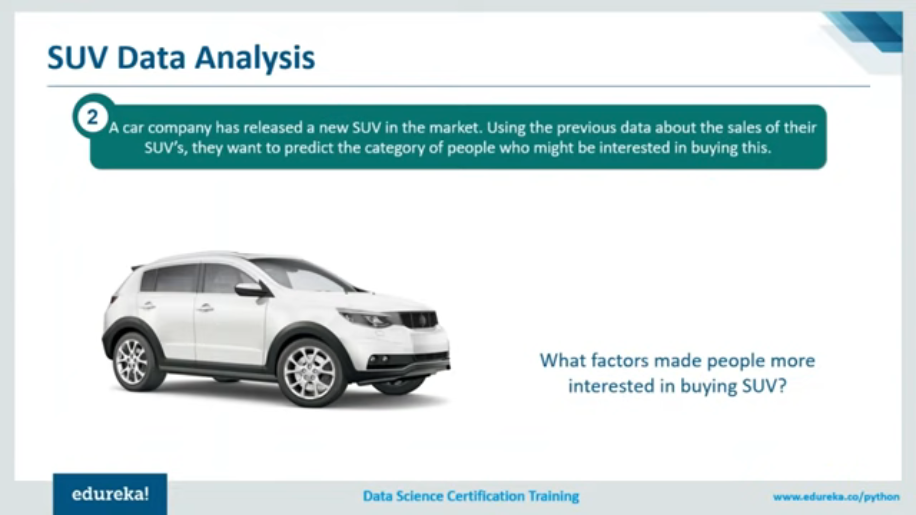 SUV Data Analysis
2
A car company has released a new SUV in the market. Using the previous data about the sales of their
SUV's, they want to predict the category of people who might be interested in buying this.
What factors made people more
interested in buying SUV?
edureka!
Data Science Certification Training
www.edureka.co/python